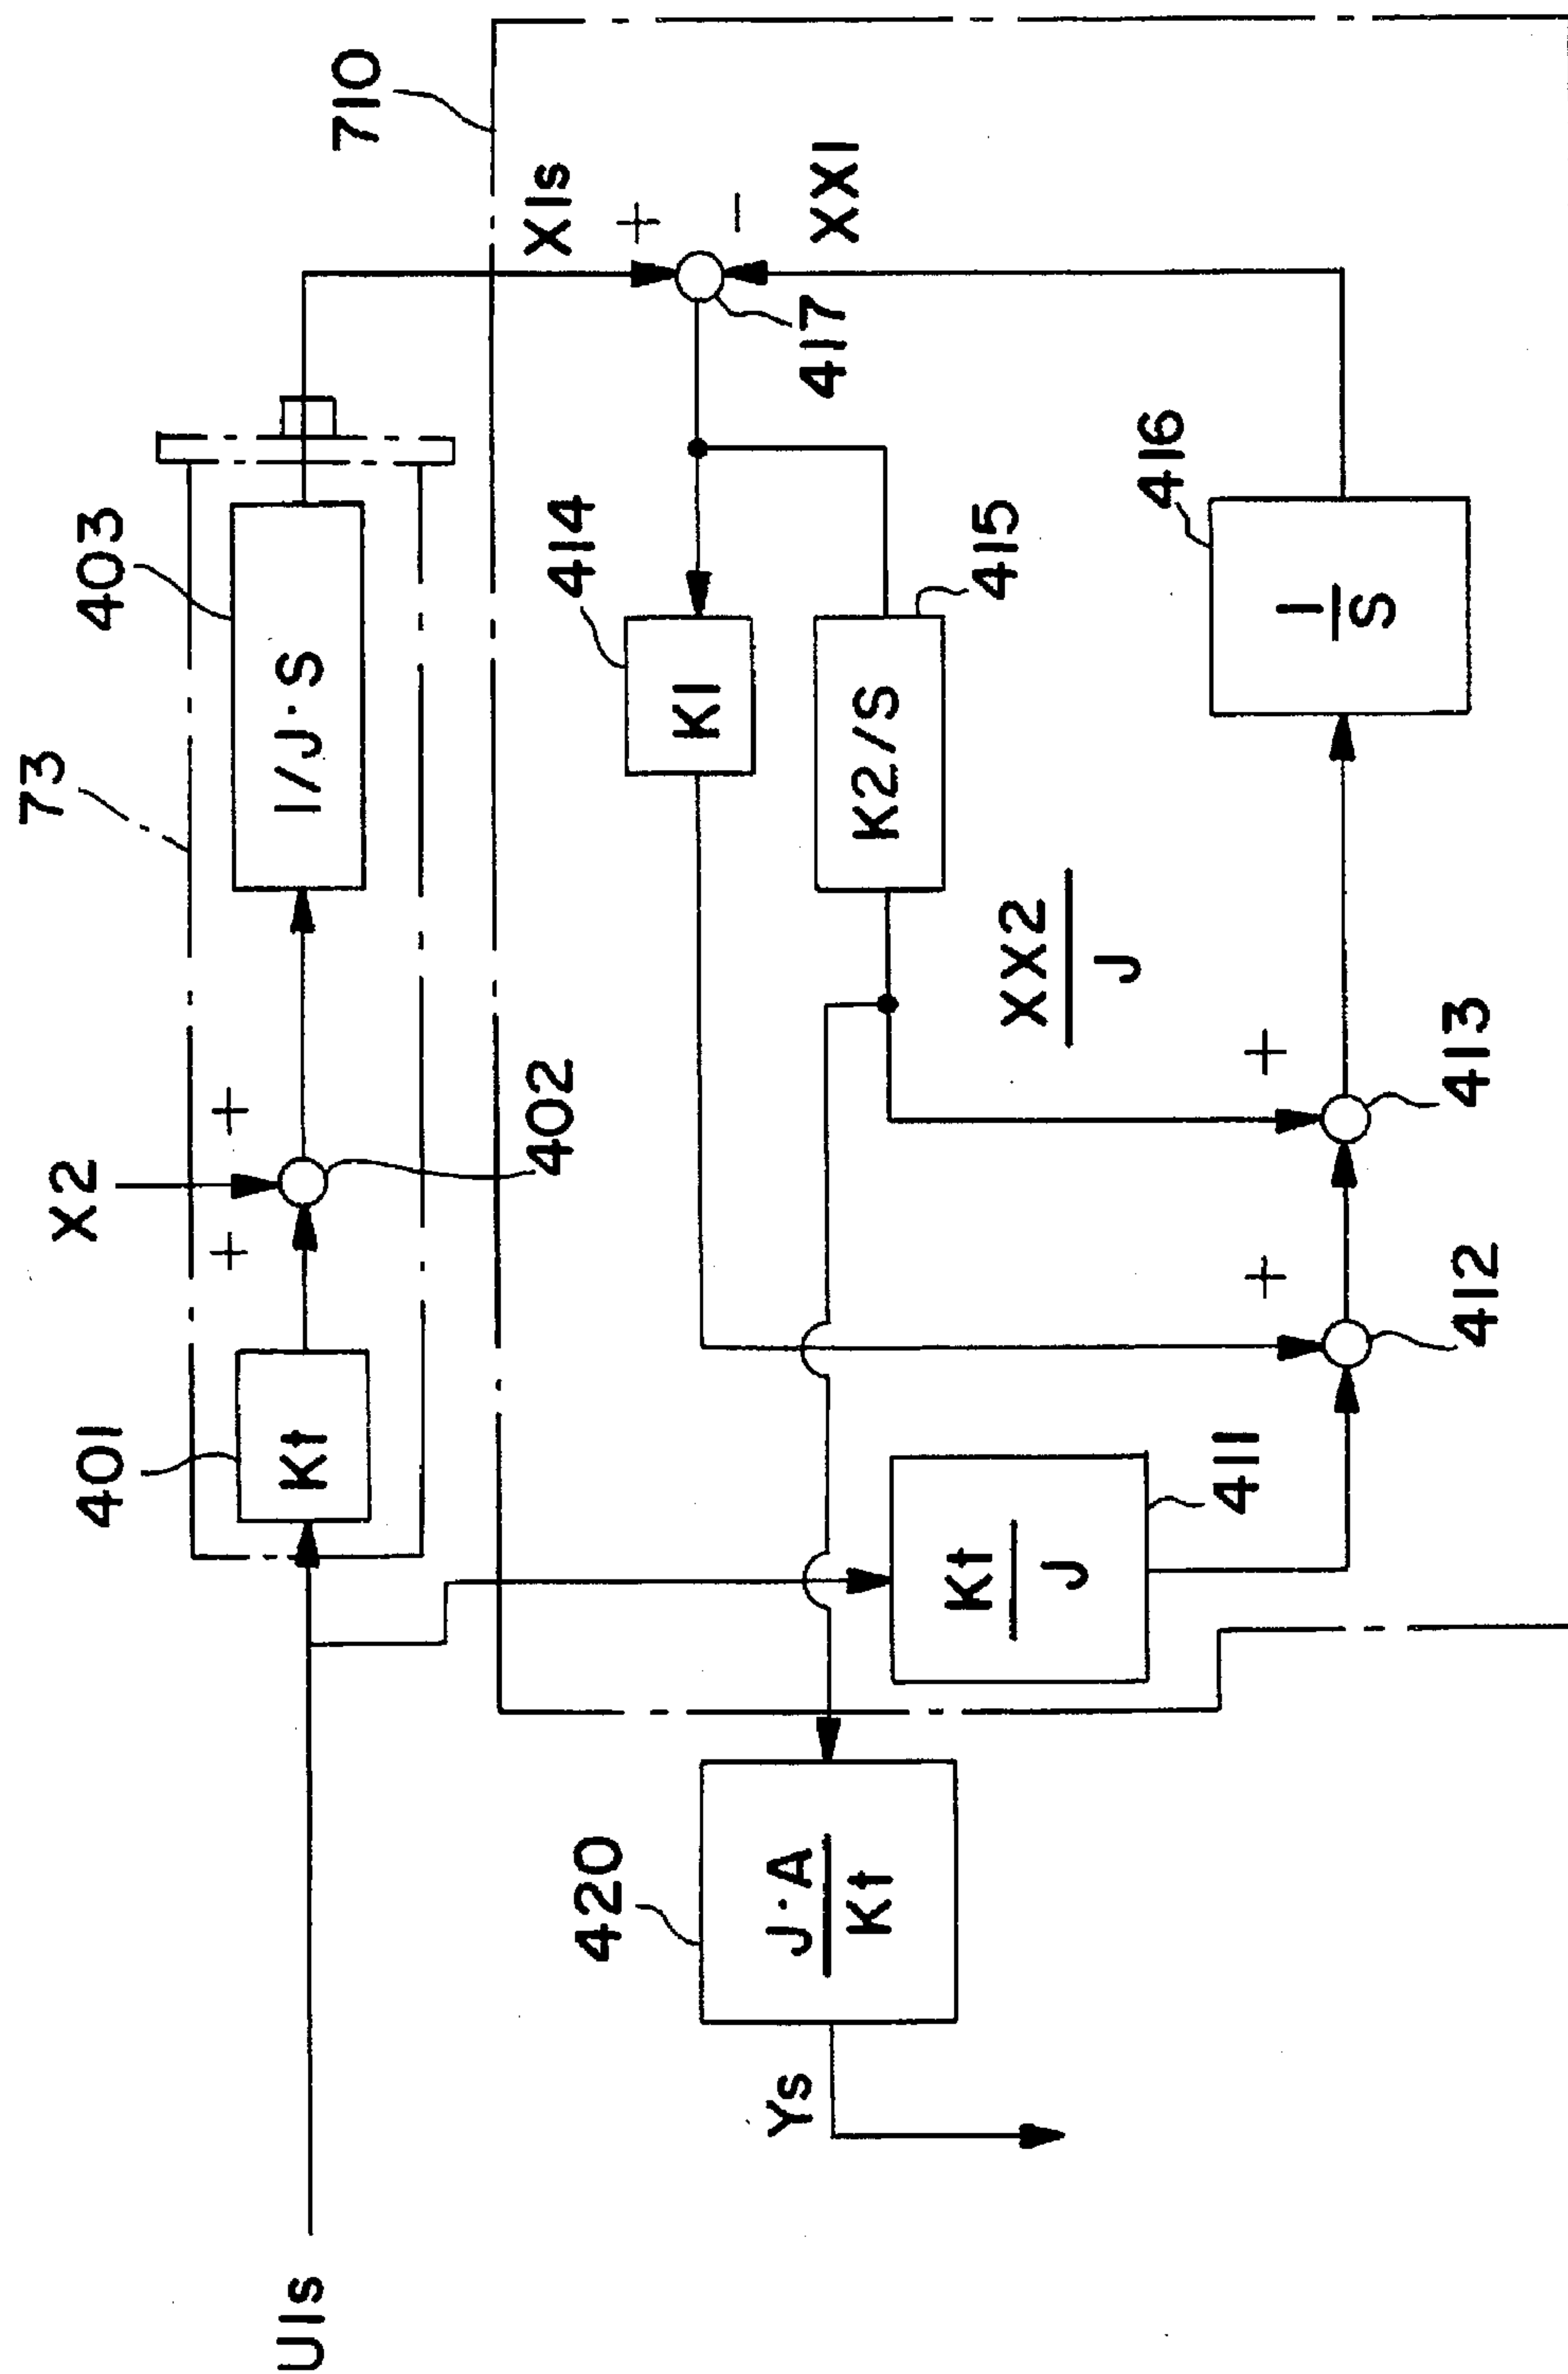 73
403
1/J·S
X2
+
+
402
401
Kt
U1s
710
X1s
+
−
XX1
417
414
K1
415
K2/S
XX2
J
416
1
S
+
413
+
412
411
Kt
J
420
J·A
Kt
Ys